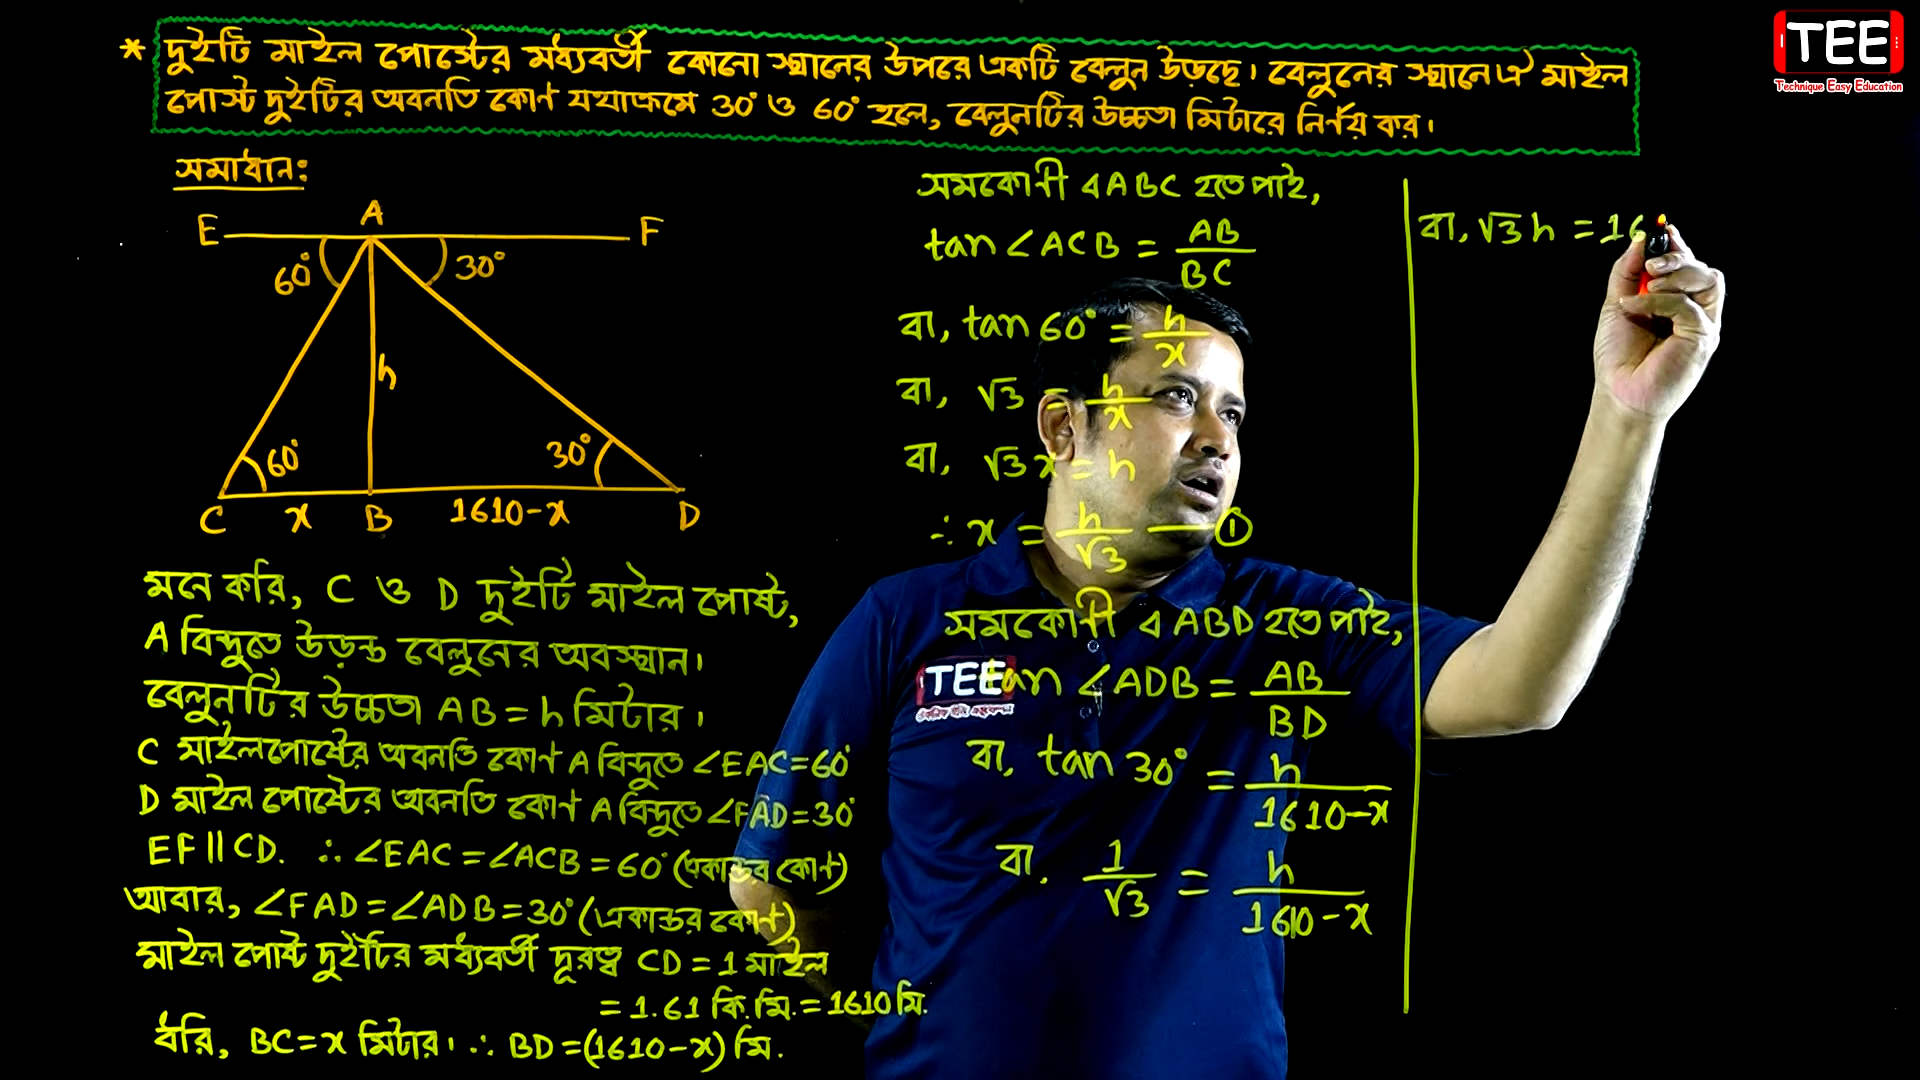 * দুইটি মাইল পোস্টের মধ্যবর্তী কোনো স্থানের উপরে একটি বেলুন উড়ছে। বেলুনের স্থানে ঐ মাইল
পোস্ট দুইটির অবনতি কোণ যথাক্রমে 30° ও 60° হলে, বেলুনটির উচ্চতা মিটারে নির্ণয় কর।
TEE
Technique Easy Education
সমাধান:
E A F
60° 30°
h
60° 30°
C x B 1610-x D
মনে করি, C ও D দুইটি মাইল পোষ্ট,
A বিন্দুতে উড়ন্ত বেলুনের অবস্থান।
বেলুনটির উচ্চতা AB = h মিটার।
C মাইলপোষ্টের অবনতি কোণ A বিন্দুতে ∠EAC=60°
D মাইল পোষ্টের অবনতি কোণ A বিন্দুতে ∠FAD=30°
EF||CD. ∴ ∠EAC = ∠ACB = 60° (একান্তর কোণ)
আবার, ∠FAD = ∠ADB = 30° (একান্তর কোণ)
মাইল পোষ্ট দুইটির মধ্যবর্তী দূরত্ব CD = 1 মাইল
= 1.61 কি.মি. = 1610 মি.
ধরি, BC = x মিটার। ∴ BD = (1610-x) মি.
সমকোণী ⊿ABC হতে পাই,
tan ∠ACB = AB/BC
বা, tan 60° = h/x
বা, √3 = h/x
বা, √3 x = h
∴ x = h/√3 —— ①
সমকোণী ⊿ABD হতে পাই,
TEE
tan ∠ADB = AB/BD
বা, tan 30° = h/1610-x
বা. 1/√3 = h/1610-x
বা, √3 h = 16